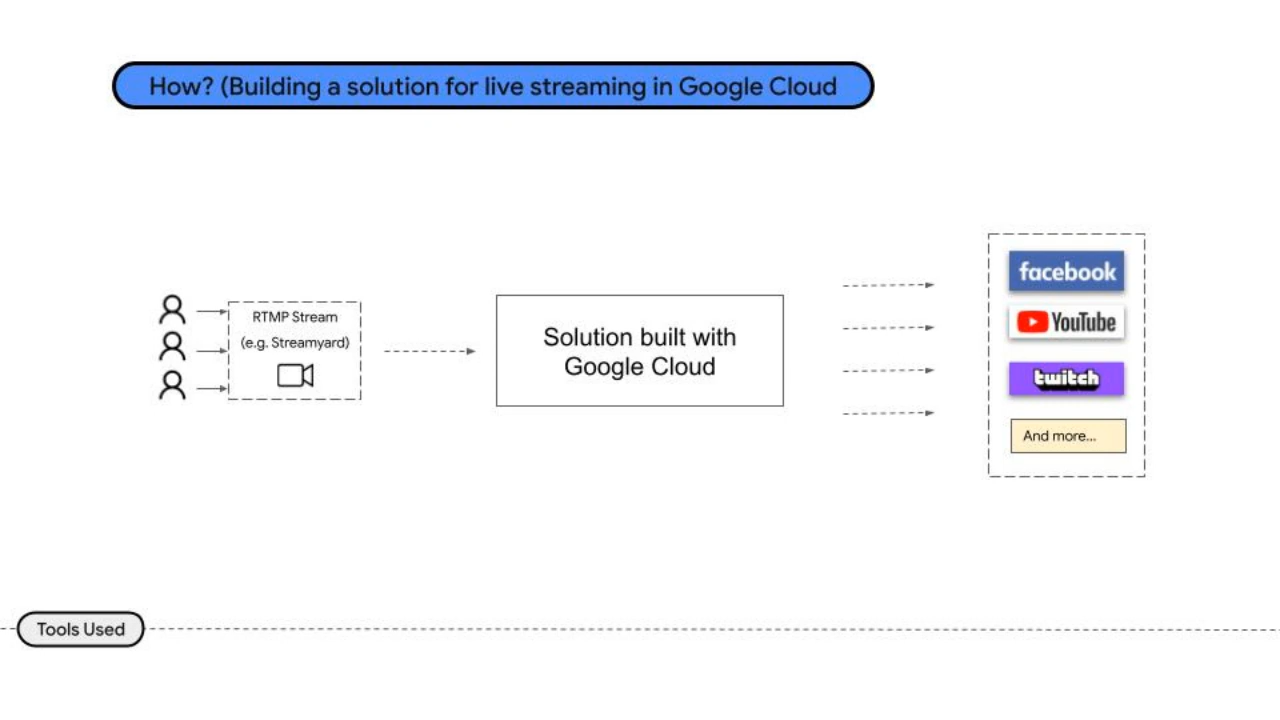 How? (Building a solution for live streaming in Google Cloud
RTMP Stream
(e.g. Streamyard)
Solution built with
Google Cloud
facebook
YouTube
twitch
And more...
Tools Used